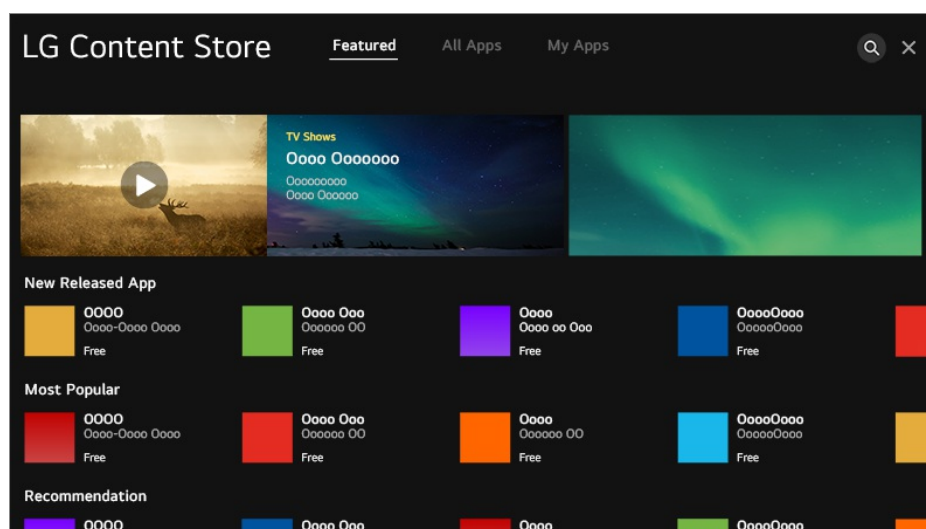 LG Content Store Featured All Apps My Apps
TV Shows
Oooo Ooooooo
Ooooooooo
Oooo Oooooo
New Released App
OOOO Oooo Ooo Oooo OoooOooo
Oooo-Oooo Oooo Oooooo OO Oooo oo Ooo OooooOooo
Free Free Free Free
Most Popular
OOOO Oooo Ooo Oooo OoooOooo
Oooo-Oooo Oooo Oooooo OO Oooooo OO OooooOooo
Free Free Free Free
Recommendation
OOOO Oooo Ooo Oooo OoooOooo